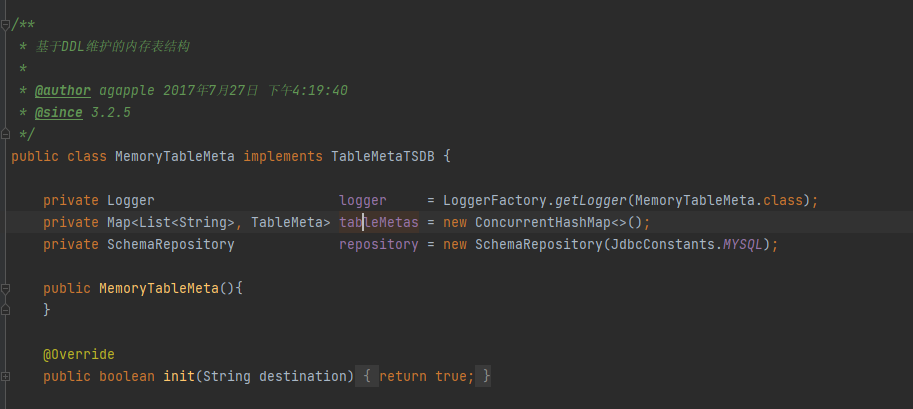 /**
 * 基于DDL维护的内存表结构
 *
 * @author agapple 2017年7月27日 下午4:19:40
 * @since 3.2.5
 */
public class MemoryTableMeta implements TableMetaTSDB {
    private Logger                       logger     = LoggerFactory.getLogger(MemoryTableMeta.class);
    private Map<List<String>, TableMeta> tableMetas = new ConcurrentHashMap<>();
    private SchemaRepository             repository = new SchemaRepository(JdbcConstants.MYSQL);
    public MemoryTableMeta(){
    }
    @Override
    public boolean init(String destination) { return true; }